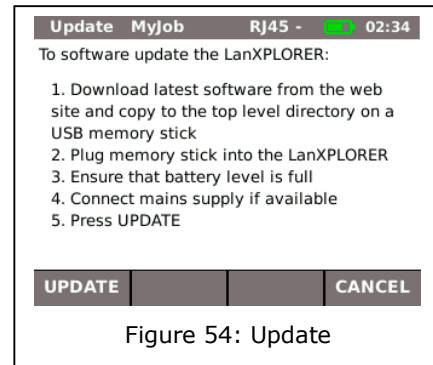 Update MyJob RJ45 - 02:34
To software update the LanXPLORER:
1. Download latest software from the web
site and copy to the top level directory on a
USB memory stick
2. Plug memory stick into the LanXPLORER
3. Ensure that battery level is full
4. Connect mains supply if available
5. Press UPDATE
UPDATE CANCEL
Figure 54: Update